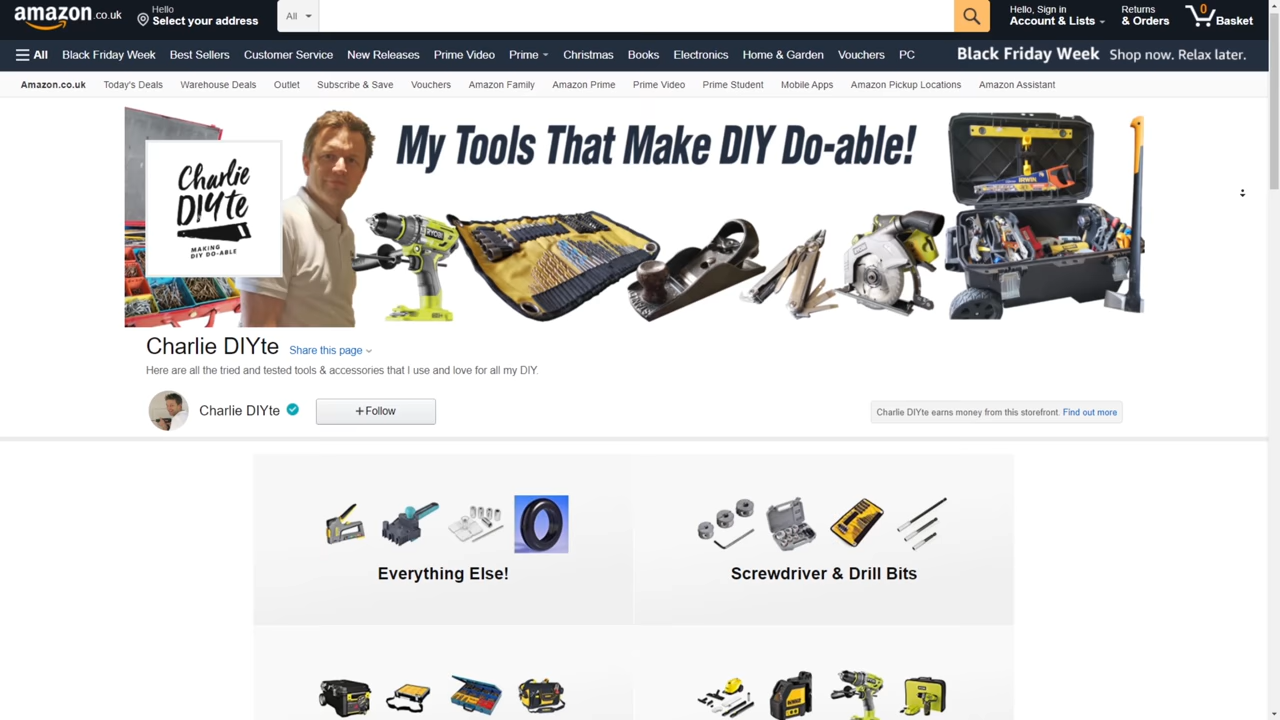 amazon.co.uk
Hello
Select your address
All
Hello, Sign in
Account & Lists
Returns
& Orders
0
Basket
All
Black Friday Week
Best Sellers
Customer Service
New Releases
Prime Video
Prime
Christmas
Books
Electronics
Home & Garden
Vouchers
PC
Black Friday Week Shop now. Relax later.
Amazon.co.uk
Today's Deals
Warehouse Deals
Outlet
Subscribe & Save
Vouchers
Amazon Family
Amazon Prime
Prime Video
Prime Student
Mobile Apps
Amazon Pickup Locations
Amazon Assistant
My Tools That Make DIY Do-able!
Charlie
DIYte
MAKING
DIY DO-ABLE
RYOBI
IRWIN
Charlie DIYte
Share this page
Here are all the tried and tested tools & accessories that I use and love for all my DIY.
Charlie DIYte
+ Follow
Charlie DIYte earns money from this storefront. Find out more
Everything Else!
Screwdriver & Drill Bits